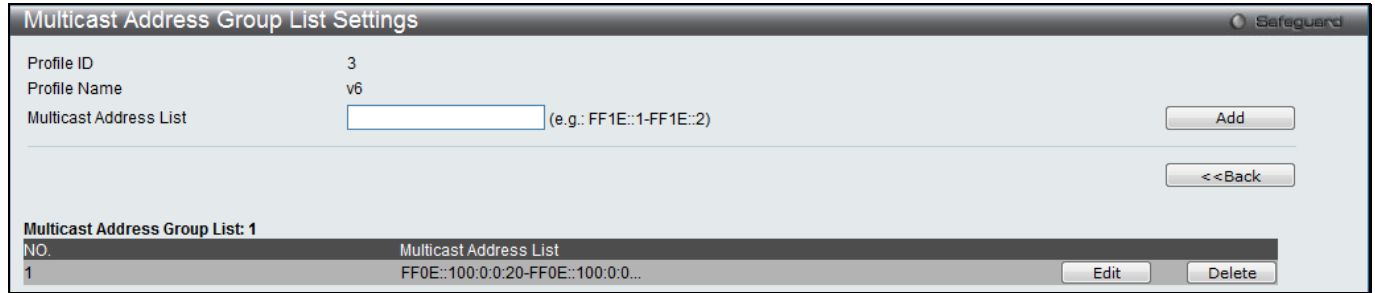 Multicast Address Group List Settings
Safeguard
Profile ID 3
Profile Name v6
Multicast Address List (e.g.: FF1E::1-FF1E::2) Add
<<Back
Multicast Address Group List: 1
NO. Multicast Address List
1 FF0E::100:0:0:20-FF0E::100:0:0... Edit Delete